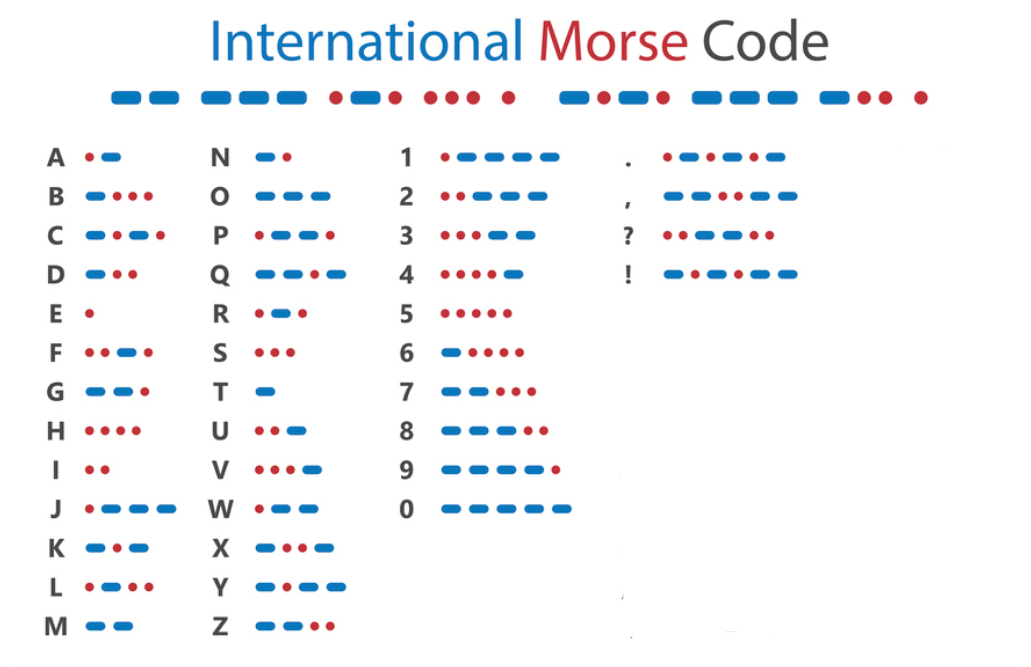 International Morse Code
−− −−− •−• ••• • −•−• −−− −•• •
A •−
B −•••
C −•−•
D −••
E •
F ••−•
G −−•
H ••••
I ••
J •−−−
K −•−
L •−••
M −−
N −•
O −−−
P •−−•
Q −−•−
R •−•
S •••
T −
U ••−
V •••−
W •−−
X −••−
Y −•−−
Z −−••
1 •−−−−
2 ••−−−
3 •••−−
4 ••••−
5 •••••
6 −••••
7 −−•••
8 −−−••
9 −−−−•
0 −−−−−
. •−•−•−
, −−••−−
? ••−−••
! −•−•−−